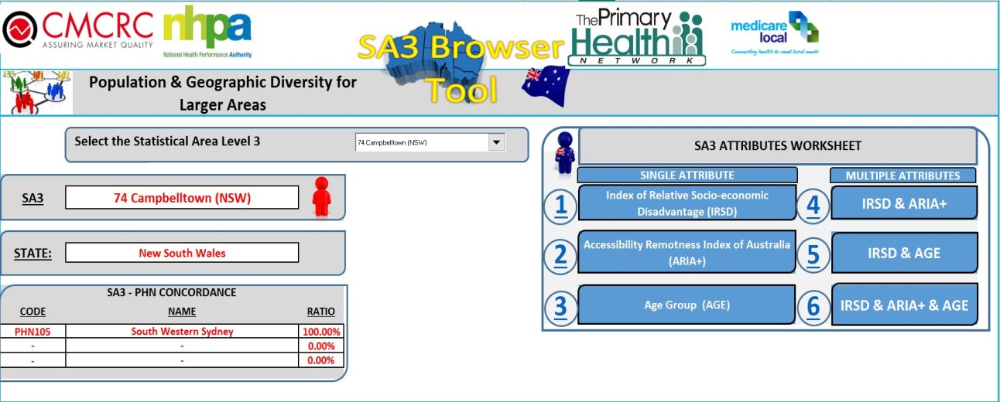 CMCRC
ASSURING MARKET QUALITY
nhpa
National Health Performance Authority
SA3 Browser
Tool
The Primary
Health
NETWORK
medicare
local
Connecting health to meet local needs
Population & Geographic Diversity for
Larger Areas
Select the Statistical Area Level 3
74 Campbelltown (NSW)
SA3 ATTRIBUTES WORKSHEET
SINGLE ATTRIBUTE MULTIPLE ATTRIBUTES
SA3 74 Campbelltown (NSW)
1 Index of Relative Socio-economic
Disadvantage (IRSD)
4 IRSD & ARIA+
STATE: New South Wales
2 Accessibility Remotness Index of Australia
(ARIA+)
5 IRSD & AGE
3 Age Group (AGE)
6 IRSD & ARIA+ & AGE
SA3 - PHN CONCORDANCE
CODE NAME RATIO
PHN105 South Western Sydney 100.00%
- - 0.00%
- - 0.00%